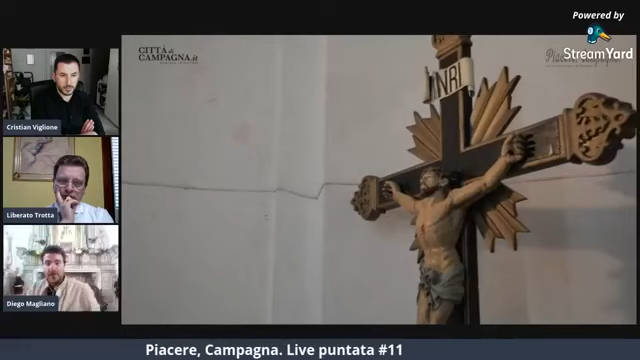 Powered by
StreamYard
CITTÀ di
CAMPAGNA.it
INRI
Cristian Viglione
Liberato Trotta
Diego Magliano
Piacere, Campagna. Live puntata #11